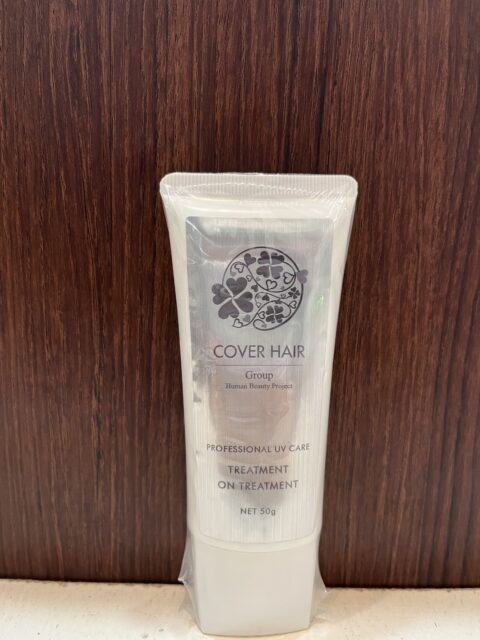 COVER HAIR
Group
Human Beauty Project
PROFESSIONAL UV CARE
TREATMENT
ON TREATMENT
NET 50g